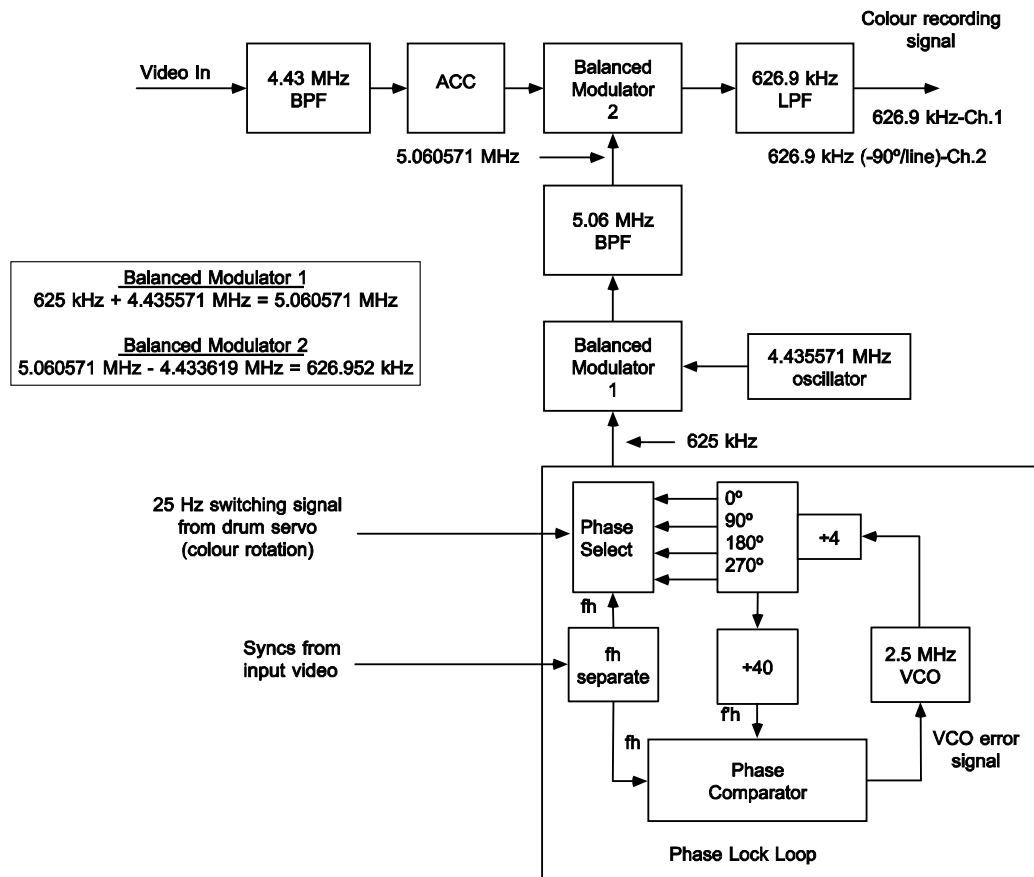 Colour recording
signal
Video In
4.43 MHz
BPF
ACC
Balanced
Modulator
2
626.9 kHz
LPF
626.9 kHz-Ch.1
5.060571 MHz
626.9 kHz (-90º/line)-Ch.2
5.06 MHz
BPF
Balanced Modulator 1
625 kHz + 4.435571 MHz = 5.060571 MHz
Balanced Modulator 2
5.060571 MHz - 4.433619 MHz = 626.952 kHz
Balanced
Modulator
1
4.435571 MHz
oscillator
625 kHz
25 Hz switching signal
from drum servo
(colour rotation)
Phase
Select
0º
90º
180º
270º
÷4
fh
Syncs from
input video
fh
separate
÷40
2.5 MHz
VCO
f'h
fh
VCO error
signal
Phase
Comparator
Phase Lock Loop